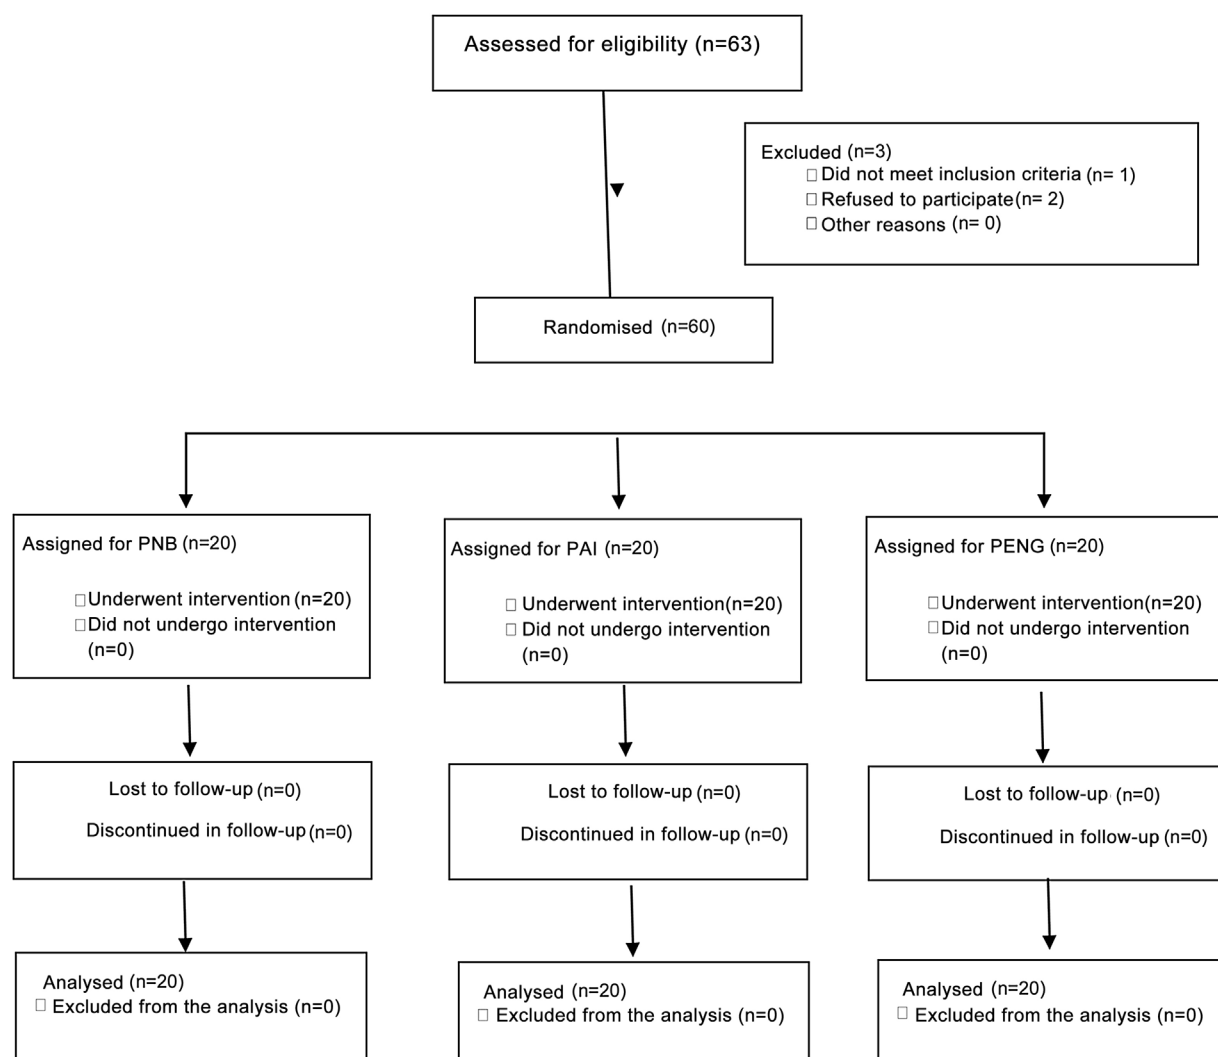 Assessed for eligibility (n=63)
Excluded (n=3)
□ Did not meet inclusion criteria (n= 1)
□ Refused to participate (n= 2)
□ Other reasons (n= 0)
Randomised (n=60)
Assigned for PNB (n=20)
□ Underwent intervention (n=20)
□ Did not undergo intervention
(n=0)
Assigned for PAI (n=20)
□ Underwent intervention(n=20)
□ Did not undergo intervention
(n=0)
Assigned for PENG (n=20)
□ Underwent intervention(n=20)
□ Did not undergo intervention
(n=0)
Lost to follow-up (n=0)
Discontinued in follow-up (n=0)
Lost to follow-up (n=0)
Discontinued in follow-up (n=0)
Lost to follow-up (n=0)
Discontinued in follow-up (n=0)
Analysed (n=20)
□ Excluded from the analysis (n=0)
Analysed (n=20)
□ Excluded from the analysis (n=0)
Analysed (n=20)
□ Excluded from the analysis (n=0)